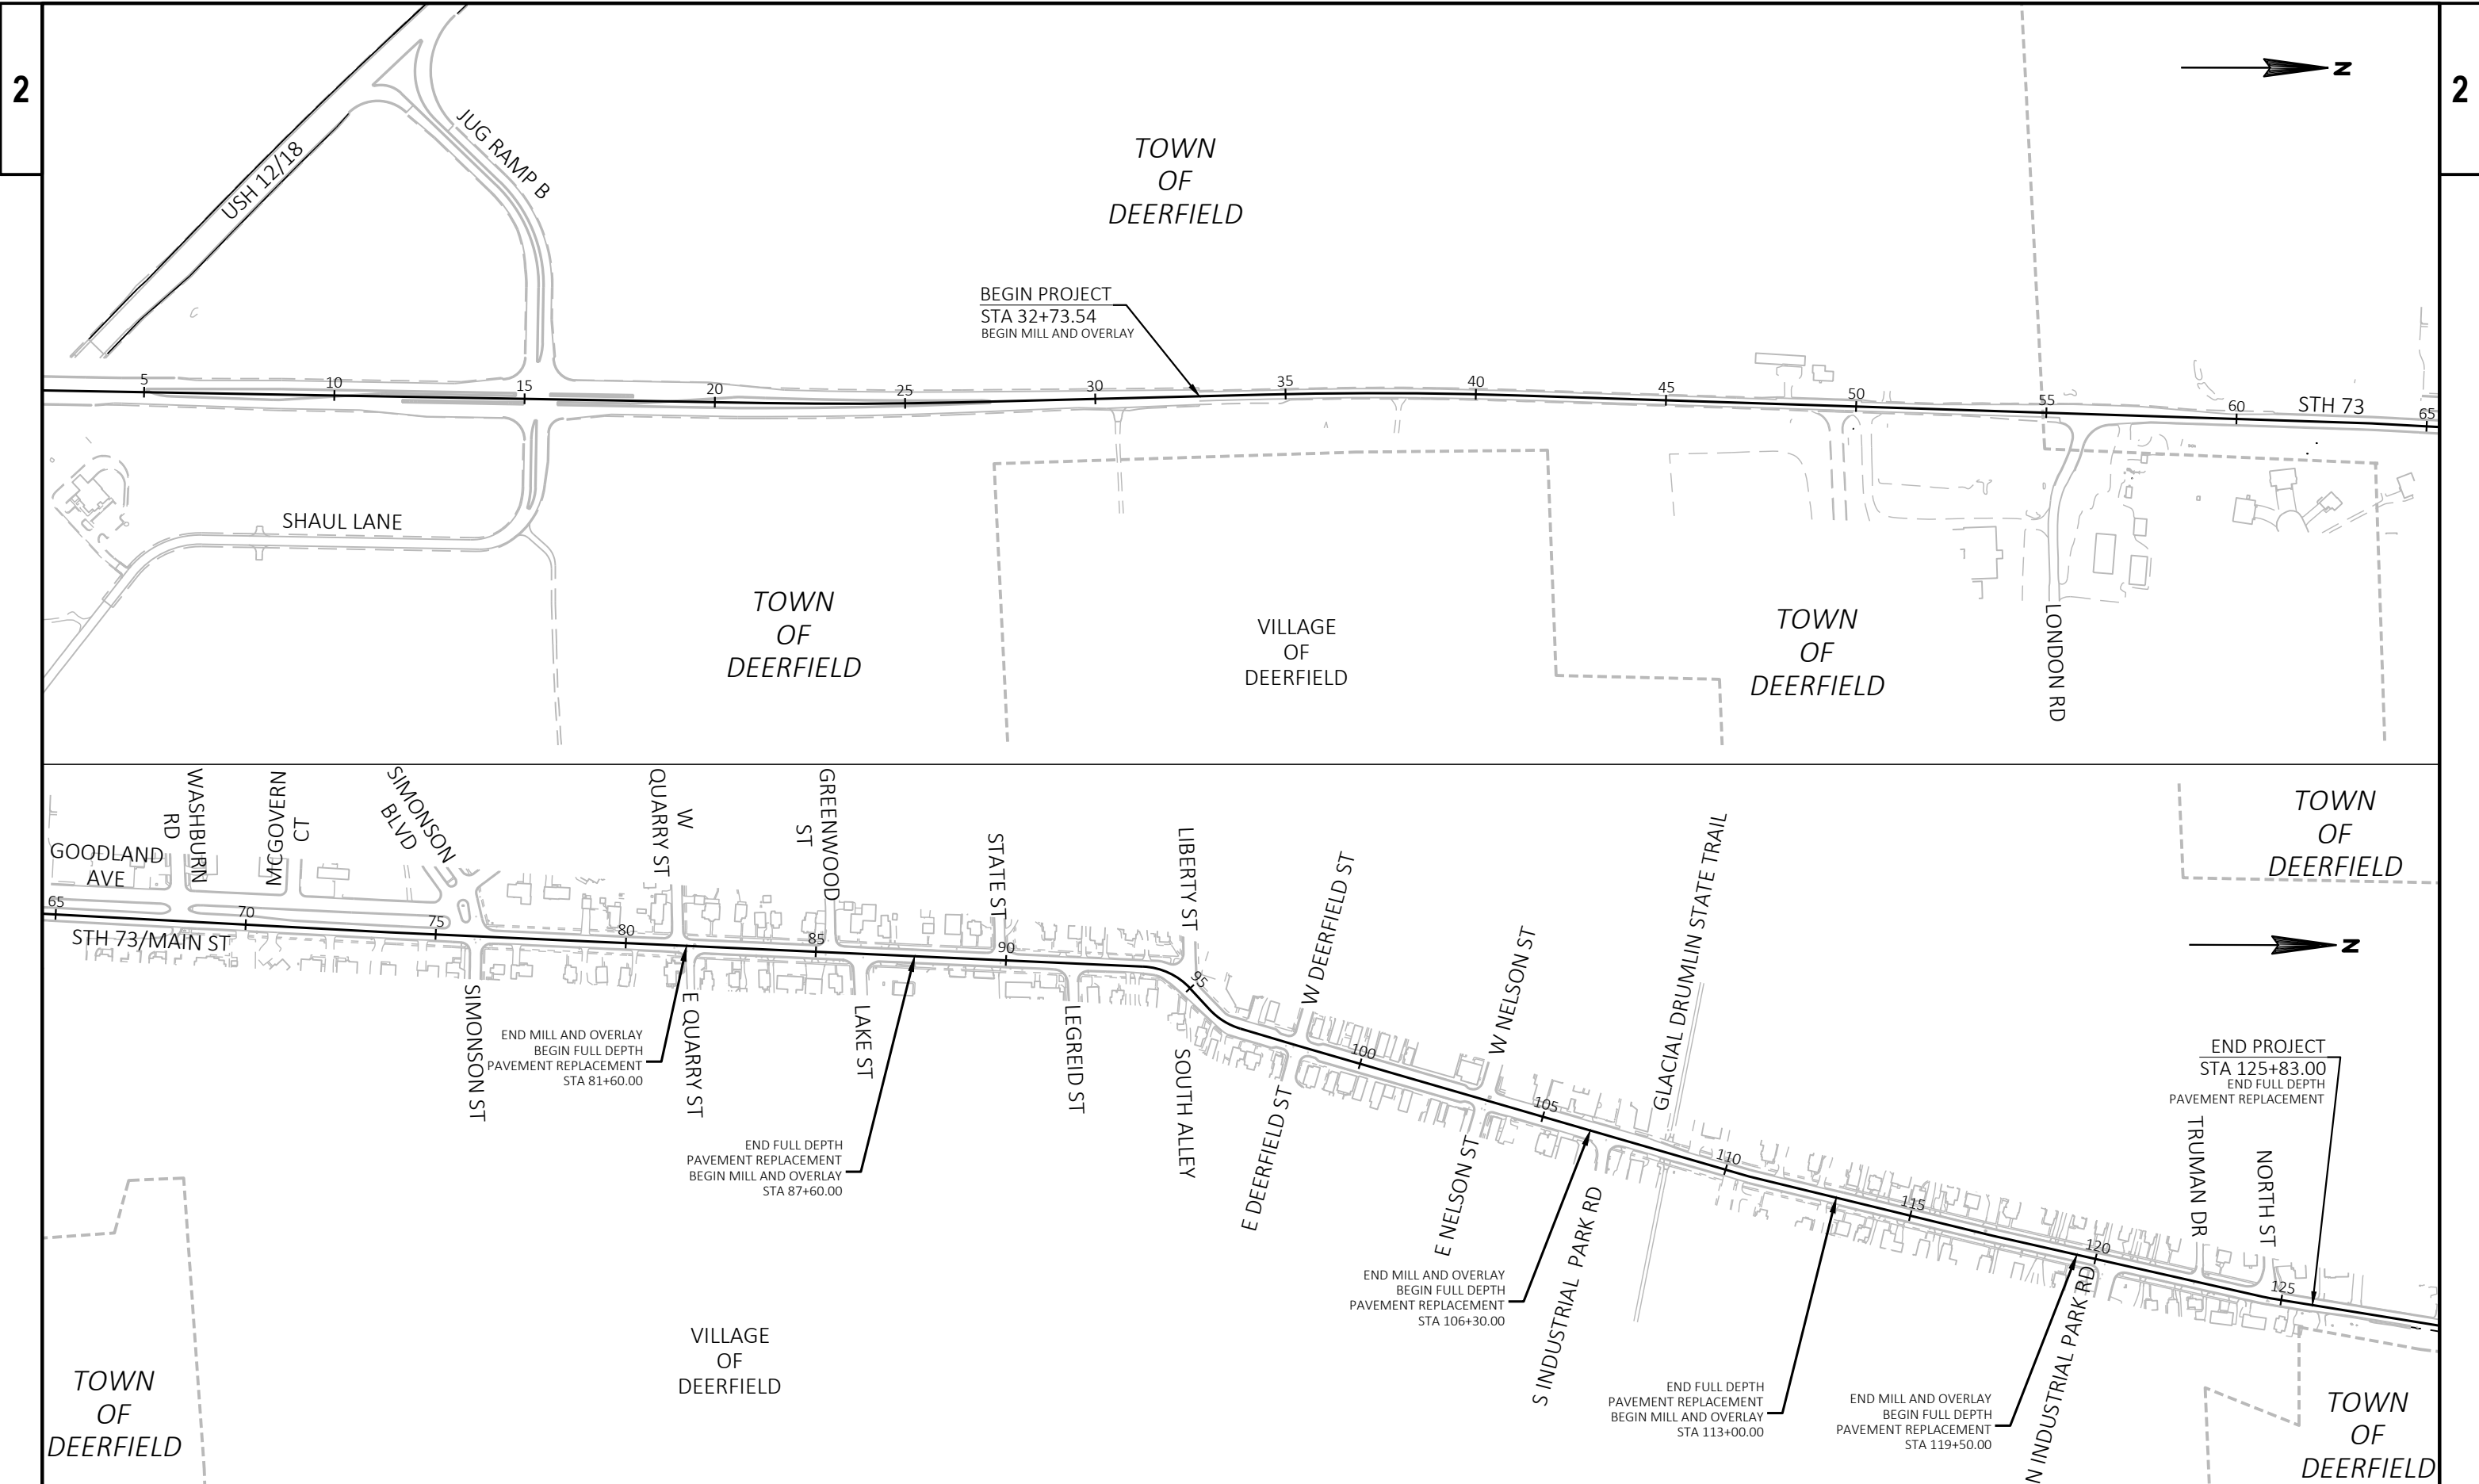 2
2
N
USH 12/18
JUG RAMP B
TOWN
OF
DEERFIELD
BEGIN PROJECT
STA 32+73.54
BEGIN MILL AND OVERLAY
5
10
15
20
25
30
35
40
45
50
55
60
STH 73
65
SHAUL LANE
TOWN
OF
DEERFIELD
VILLAGE
OF
DEERFIELD
TOWN
OF
DEERFIELD
LONDON RD
GOODLAND
AVE
WASHBURN
RD
MCGOVERN
CT
SIMONSON
BLVD
W
QUARRY ST
GREENWOOD
ST
STATE ST
LIBERTY ST
W DEERFIELD ST
W NELSON ST
GLACIAL DRUMLIN STATE TRAIL
TOWN
OF
DEERFIELD
N
65
70
75
80
85
90
95
100
105
110
115
120
125
STH 73/MAIN ST
SIMONSON ST
END MILL AND OVERLAY
BEGIN FULL DEPTH
PAVEMENT REPLACEMENT
STA 81+60.00
E QUARRY ST
END FULL DEPTH
PAVEMENT REPLACEMENT
BEGIN MILL AND OVERLAY
STA 87+60.00
LAKE ST
LEGREID ST
SOUTH ALLEY
E DEERFIELD ST
E NELSON ST
END MILL AND OVERLAY
BEGIN FULL DEPTH
PAVEMENT REPLACEMENT
STA 106+30.00
S INDUSTRIAL PARK RD
END FULL DEPTH
PAVEMENT REPLACEMENT
BEGIN MILL AND OVERLAY
STA 113+00.00
END MILL AND OVERLAY
BEGIN FULL DEPTH
PAVEMENT REPLACEMENT
STA 119+50.00
N INDUSTRIAL PARK RD
TRUMAN DR
NORTH ST
END PROJECT
STA 125+83.00
END FULL DEPTH
PAVEMENT REPLACEMENT
TOWN
OF
DEERFIELD
VILLAGE
OF
DEERFIELD
TOWN
OF
DEERFIELD